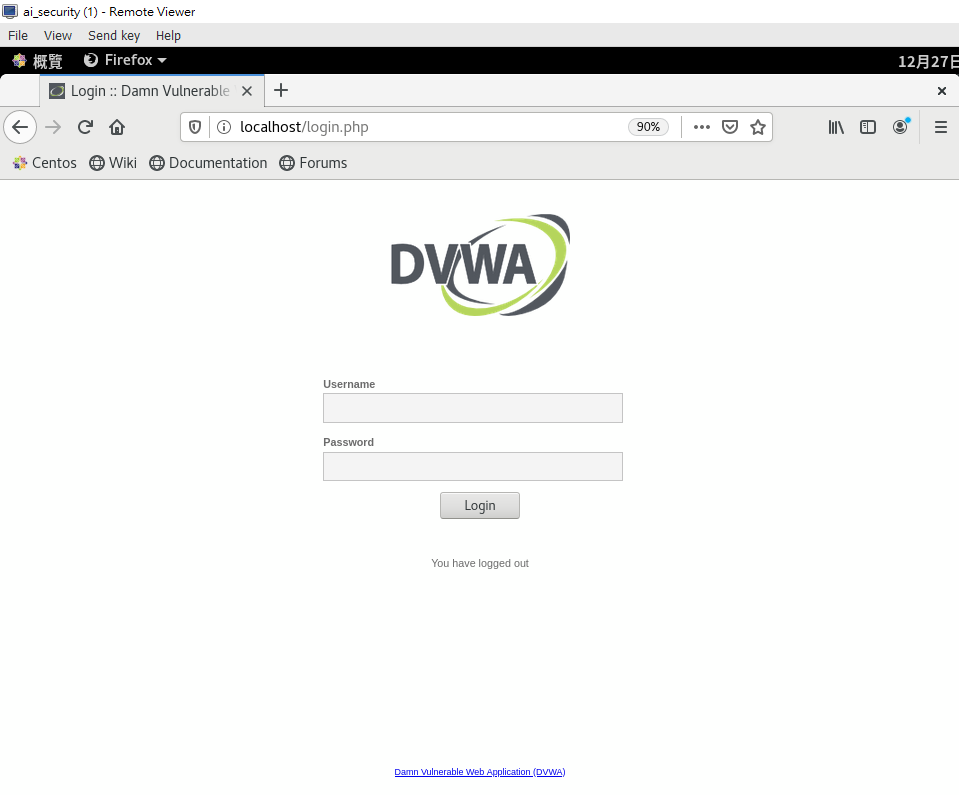 ai_security (1) - Remote Viewer
File View Send key Help
概覽 Firefox 12月27日
Login :: Damn Vulnerable
localhost/login.php 90%
Centos Wiki Documentation Forums
DVWA
Username
Password
Login
You have logged out
Damn Vulnerable Web Application (DVWA)